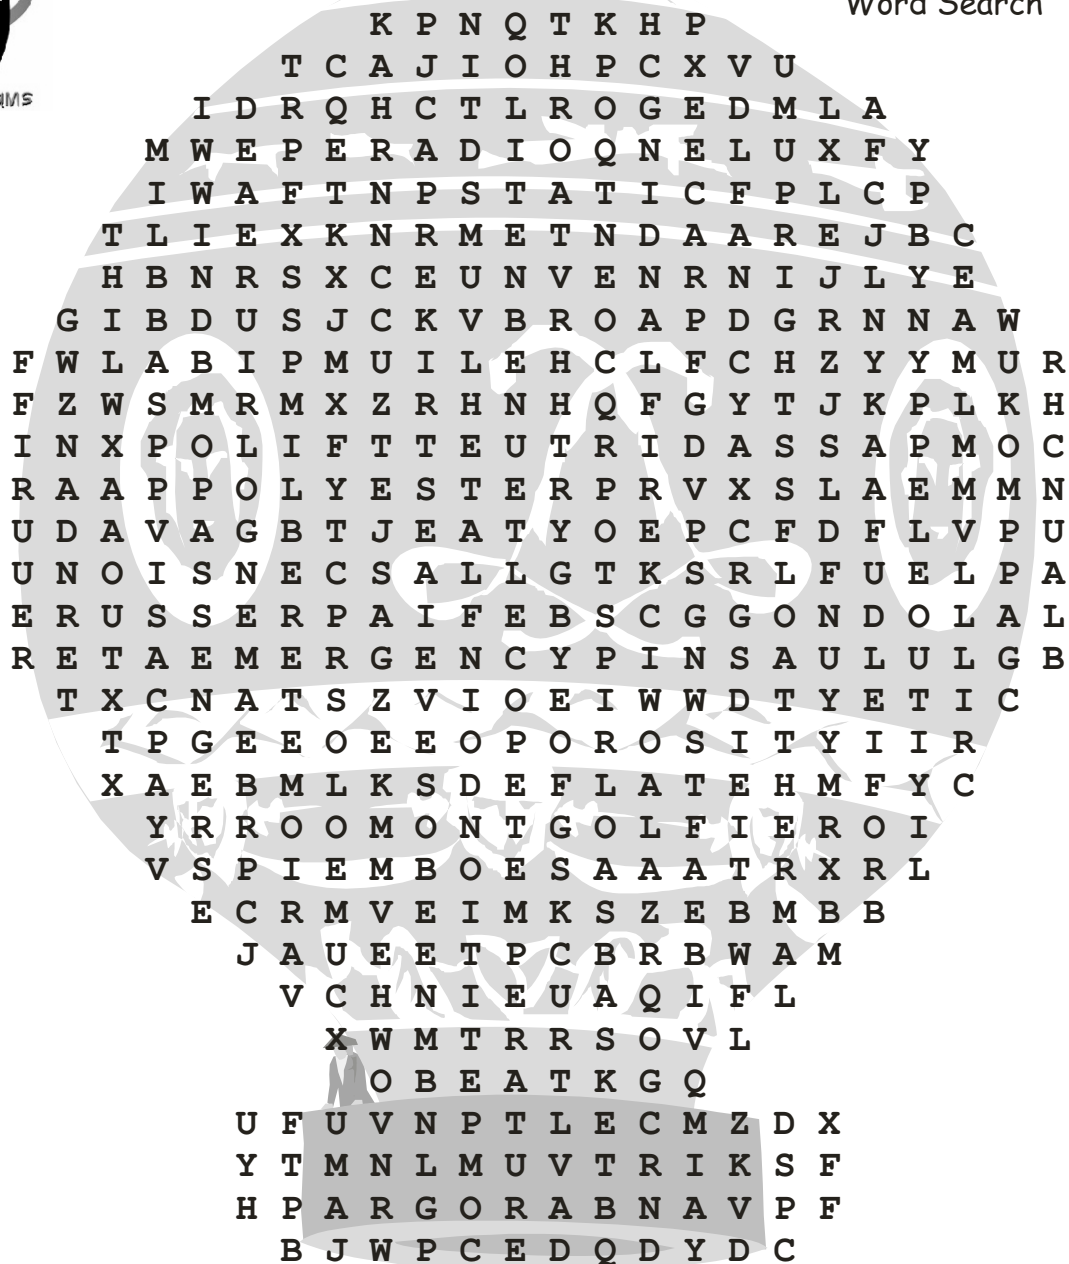 Word Search
K P N Q T K H P
T C A J I O H P C X V U
I D R Q H C T L R O G E D M L A
M W E P E R A D I O Q N E L U X F Y
I W A F T N P S T A T I C F P L C P
T L I E X K N R M E T N D A A R E J B C
H B N R S X C E U N V E N R N I J L Y E
G I B D U S J C K V B R O A P D G R N N A W
F W L A B I P M U I L E H C L F C H Z Y Y M U R
F Z W S M R M X Z R H N H Q F G Y T J K P L K H
I N X P O L I F T T E U T R I D A S S A P M O C
R A A P P O L Y E S T E R P R V X S L A E M M N
U D A V A G B T J E A T Y O E P C F D F L V P U
U N O I S N E C S A L L G T K S R L F U E L P A
E R U S S E R P A I F E B S C G G O N D O L A L
R E T A E M E R G E N C Y P I N S A U L U L G B
T X C N A T S Z V I O E I W W D T Y E T I C
T P G E E O E E O P O R O S I T Y I I R
X A E B M L K S D E F L A T E H M F Y C
Y R R O O M O N T G O L F I E R O I
V S P I E M B O E S A A A T R X R L
E C R M V E I M K S Z E B M B B
J A U E E T P C B R B W A M
V C H N I E U A Q I F L
X W M T R R S O V L
O B E A T K G Q
U F U V N P T L E C M Z D X
Y T M N L M U V T R I K S F
H P A R G O R A B N A V P F
B J W P C E D Q D Y D C